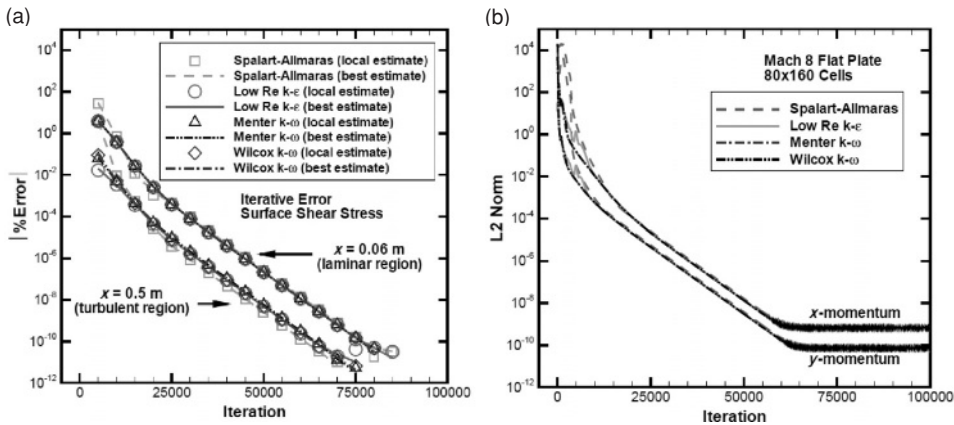 (a)
10^4
10^2
10^0
10^-2
10^-4
10^-6
10^-8
10^-10
10^-12
|%Error|
Spalart-Allmaras (local estimate)
Spalart-Allmaras (best estimate)
Low Re k-ε (local estimate)
Low Re k-ε (best estimate)
Menter k-ω (local estimate)
Menter k-ω (best estimate)
Wilcox k-ω (local estimate)
Wilcox k-ω (best estimate)
Iterative Error
Surface Shear Stress
x = 0.06 m
(laminar region)
x = 0.5 m
(turbulent region)
0 25000 50000 75000 100000
Iteration
(b)
10^4
10^2
10^0
10^-2
10^-4
10^-6
10^-8
10^-10
10^-12
L2 Norm
Mach 8 Flat Plate
80x160 Cells
Spalart-Allmaras
Low Re k-ε
Menter k-ω
Wilcox k-ω
x-momentum
y-momentum
0 25000 50000 75000 100000
Iteration